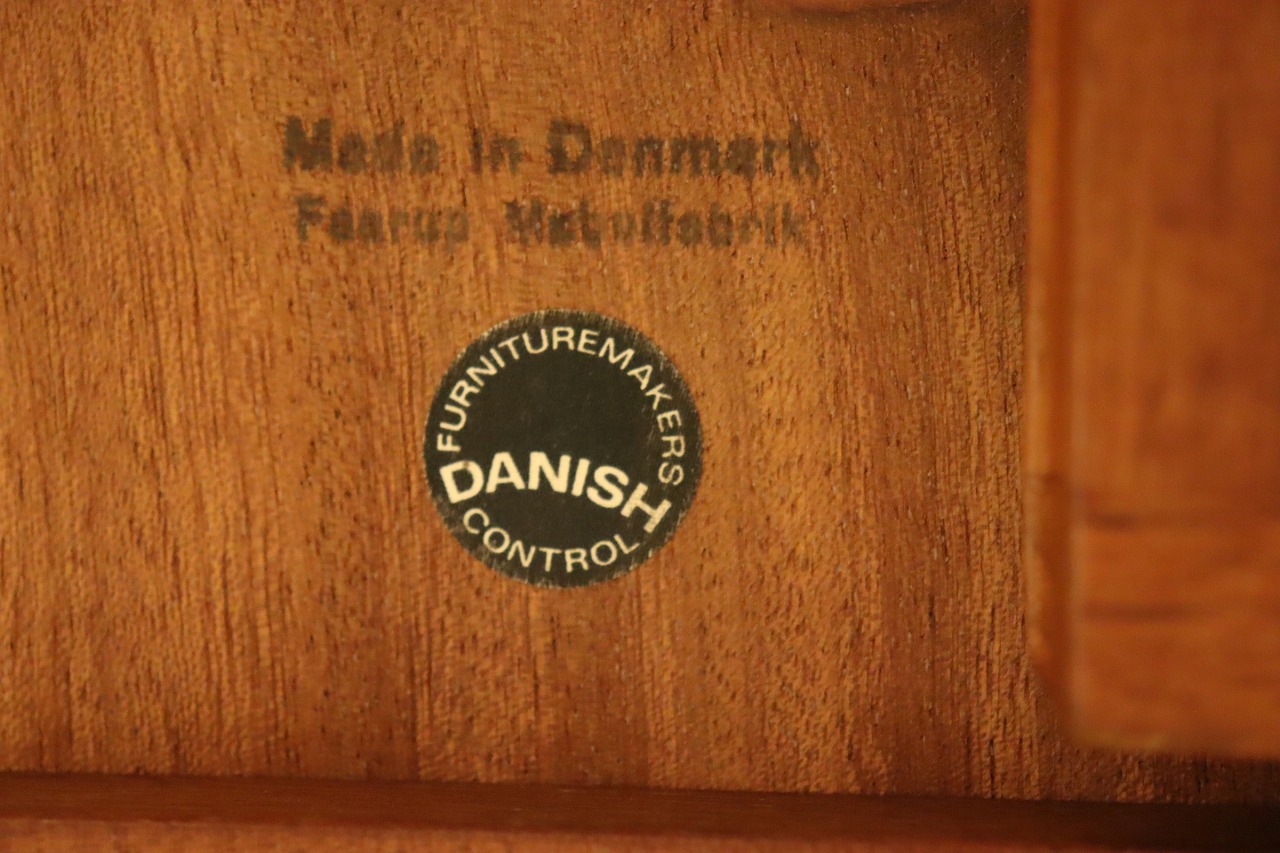 Made in Denmark
Faarup Møbelfabrik
FURNITUREMAKERS
DANISH
CONTROL